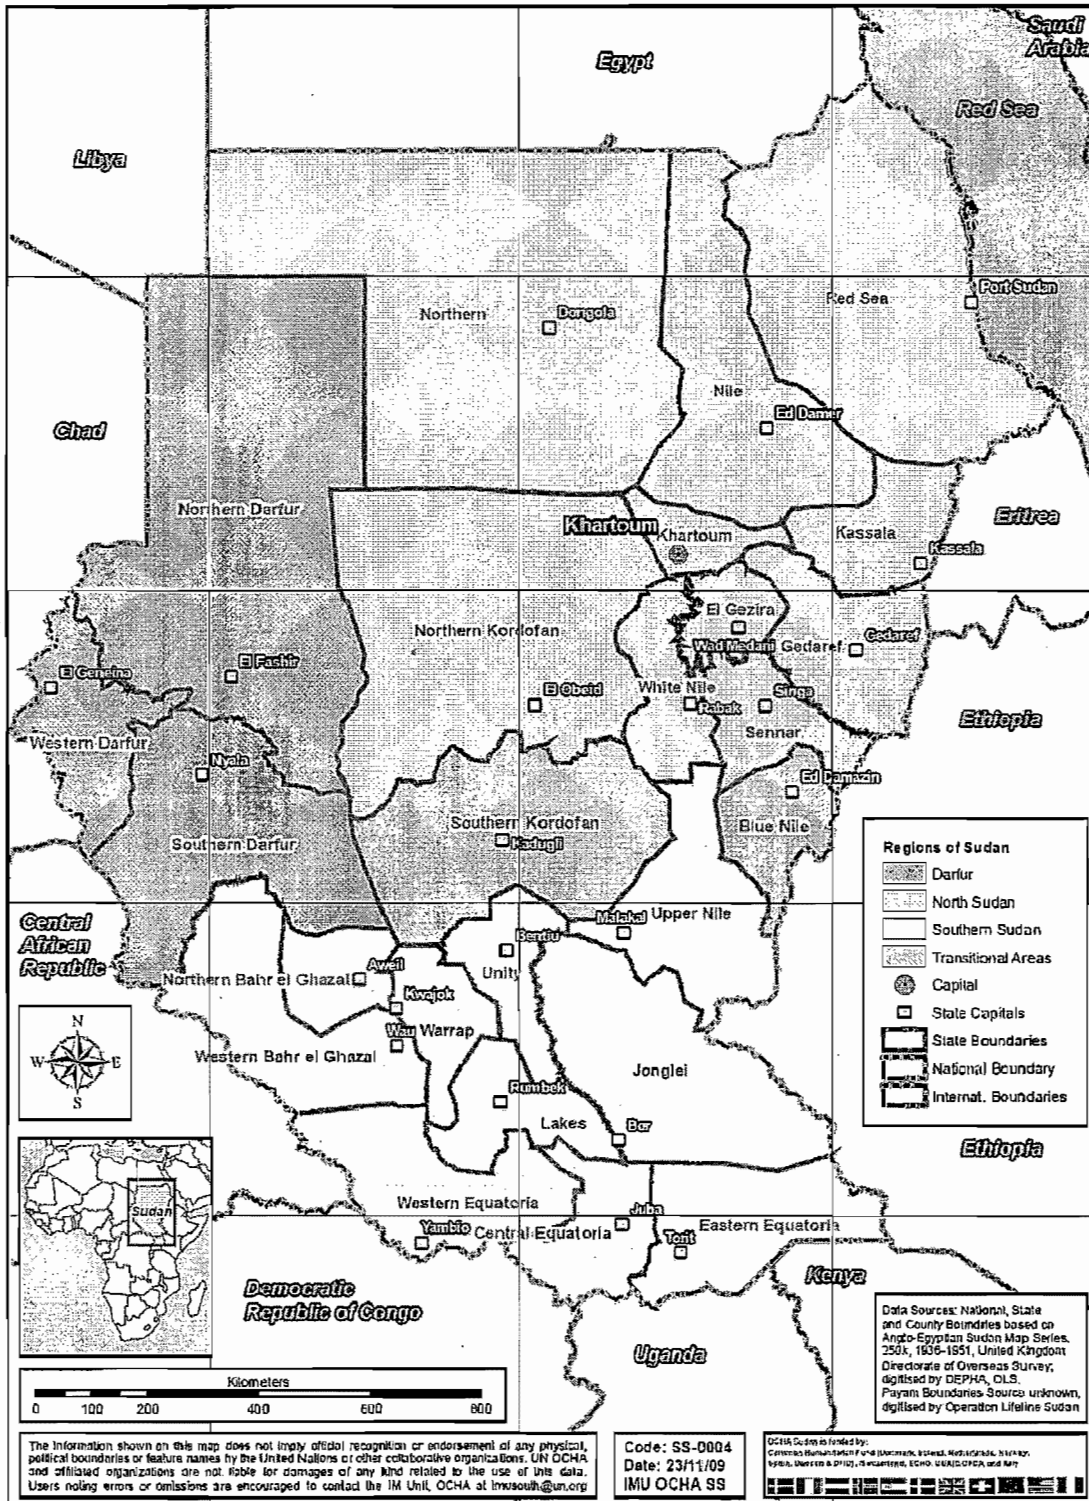 Saudi
Arabia
Egypt
Red Sea
Libya
Port Sudan
Red Sea
Northern
Dongola
Nile
Ed Damer
Chad
Northern Darfur
Khartoum
Khartoum
Kassala
Eritrea
Kassala
El Gezira
Northern Kordofan
Wad Medani
Gedaref
Gedaref
El Geneina
El Fashir
El Obeid
White Nile
Rabak
Singa
Sennar
Ethiopia
Western Darfur
Nyala
Ed Damazin
Southern Kordofan
Kadugli
Blue Nile
Southern Darfur
Regions of Sudan
Darfur
North Sudan
Southern Sudan
Transitional Areas
Capital
State Capitals
State Boundaries
National Boundary
Internat. Boundaries
Central
African
Republic
Malakal
Upper Nile
Bentiu
Unity
Northern Bahr el Ghazal
Aweil
Kwajok
Wau
Warrap
Western Bahr el Ghazal
Jonglei
N
W
E
S
Rumbek
Lakes
Bor
Ethiopia
Western Equatoria
Juba
Yambio
Central Equatoria
Torit
Eastern Equatoria
Sudan
Kenya
Democratic
Republic of Congo
Uganda
Data Sources: National, State
and County Boundries based on
Anglo-Egyptian Sudan Map Series,
250k, 1936-1951, United Kingdom
Directorate of Overseas Survey;
digitised by DEPHA, OLS.
Payam Boundaries Source unknown,
digitised by Operation Lifeline Sudan
Kilometers
0 100 200 400 600 800
The information shown on this map does not imply official recognition or endorsement of any physical,
political boundaries or feature names by the United Nations or other collaborative organizations. UN OCHA
and affiliated organizations are not liable for damages of any kind related to the use of this data.
Users noting errors or omissions are encouraged to contact the IM Unit, OCHA at imusouth@un.org
Code: SS-D004
Date: 23/11/09
IMU OCHA SS
OCHA Sudan is funded by: